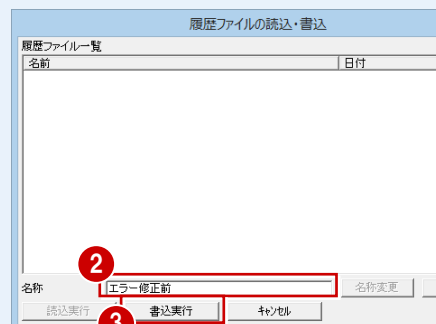 履歴ファイルの読込・書込
履歴ファイル一覧
名前 日付
2
名称 エラー修正前 名称変更
読込実行 書込実行 キャンセル
3